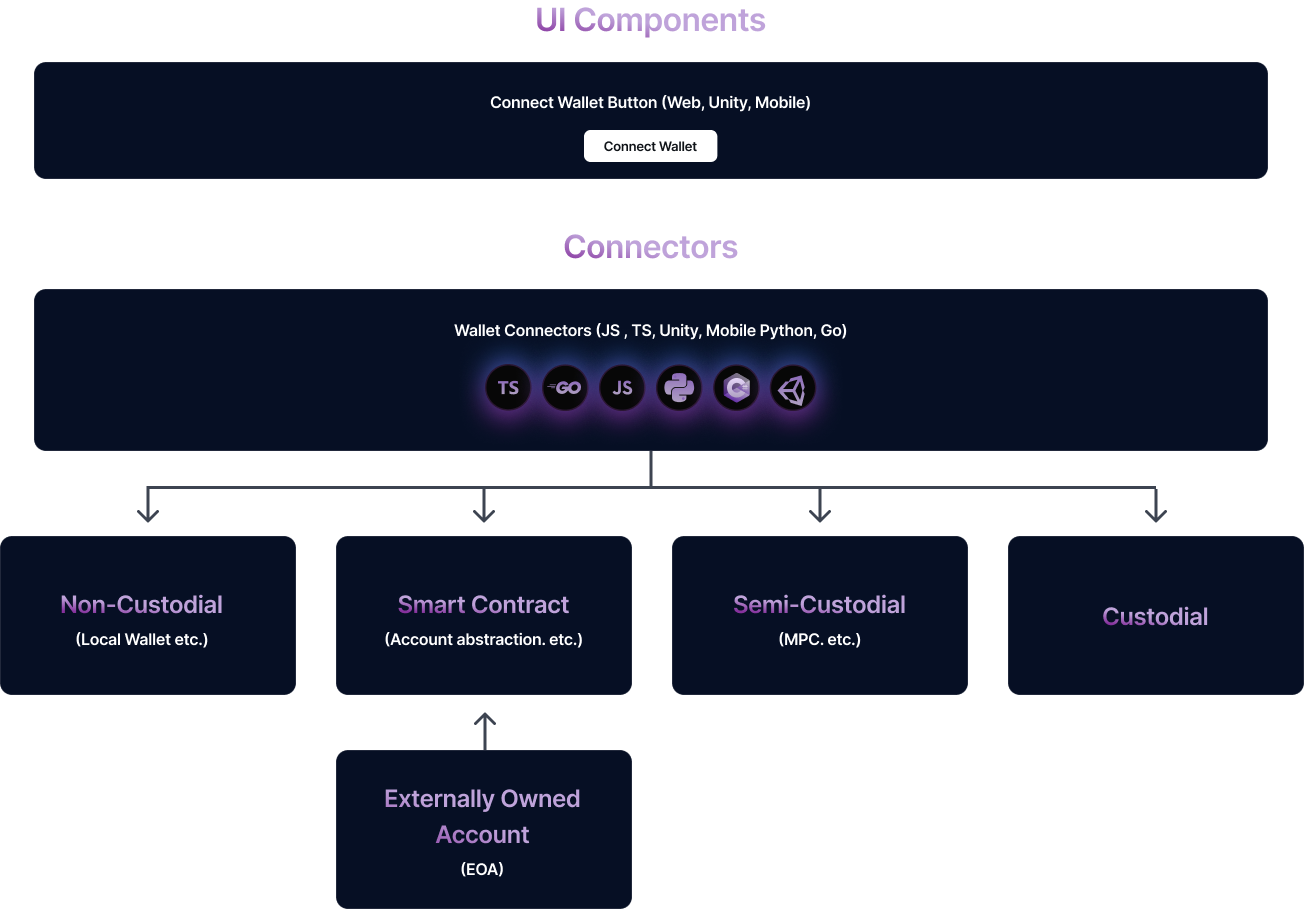 UI Components
Connect Wallet Button (Web, Unity, Mobile)
Connect Wallet
Connectors
Wallet Connectors (JS , TS, Unity, Mobile Python, Go)
TS GO JS C
Non-Custodial
(Local Wallet etc.)
Smart Contract
(Account abstraction. etc.)
Semi-Custodial
(MPC. etc.)
Custodial
Externally Owned
Account
(EOA)